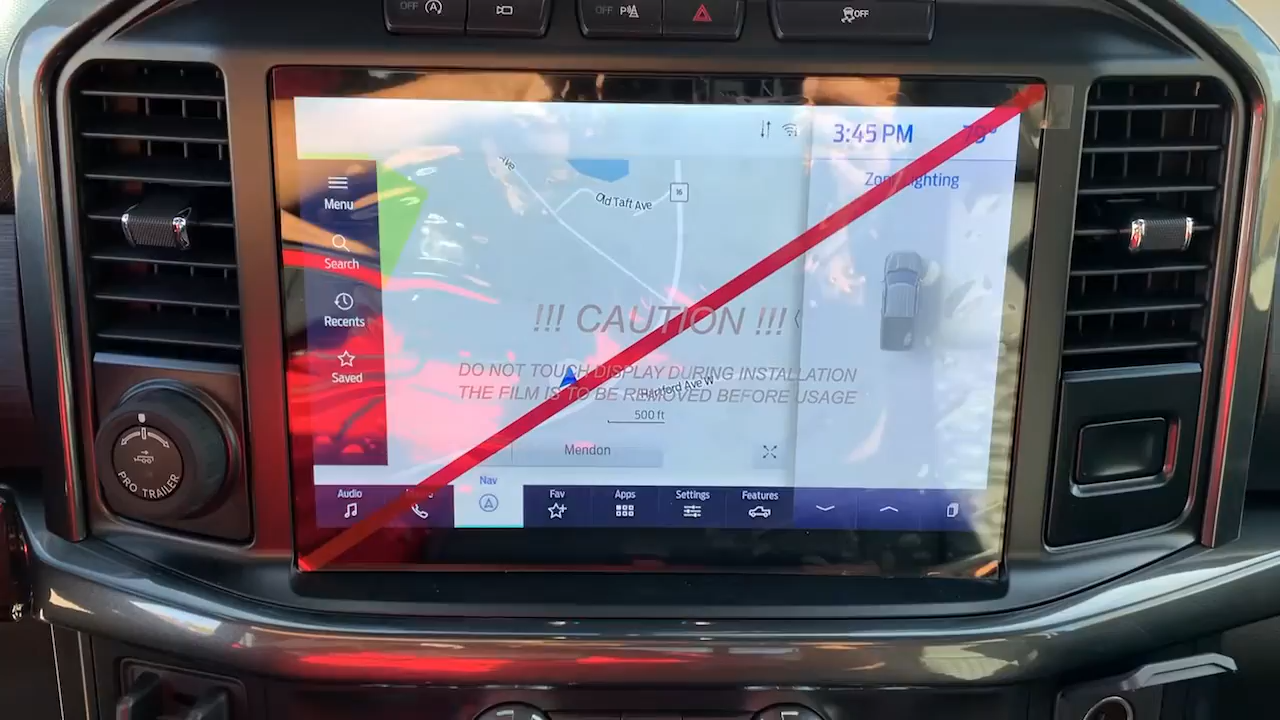 OFF
OFF P
OFF
3:45 PM
79°
Ave
Old Taft Ave
16
Menu
Search
Recents
Saved
!!! CAUTION !!!
DO NOT TOUCH DISPLAY DURING INSTALLATION
THE FILM IS TO BE REMOVED BEFORE USAGE
500 ft
Mendon
Audio
Nav
Fav
Apps
Settings
Features
PRO TRAILER